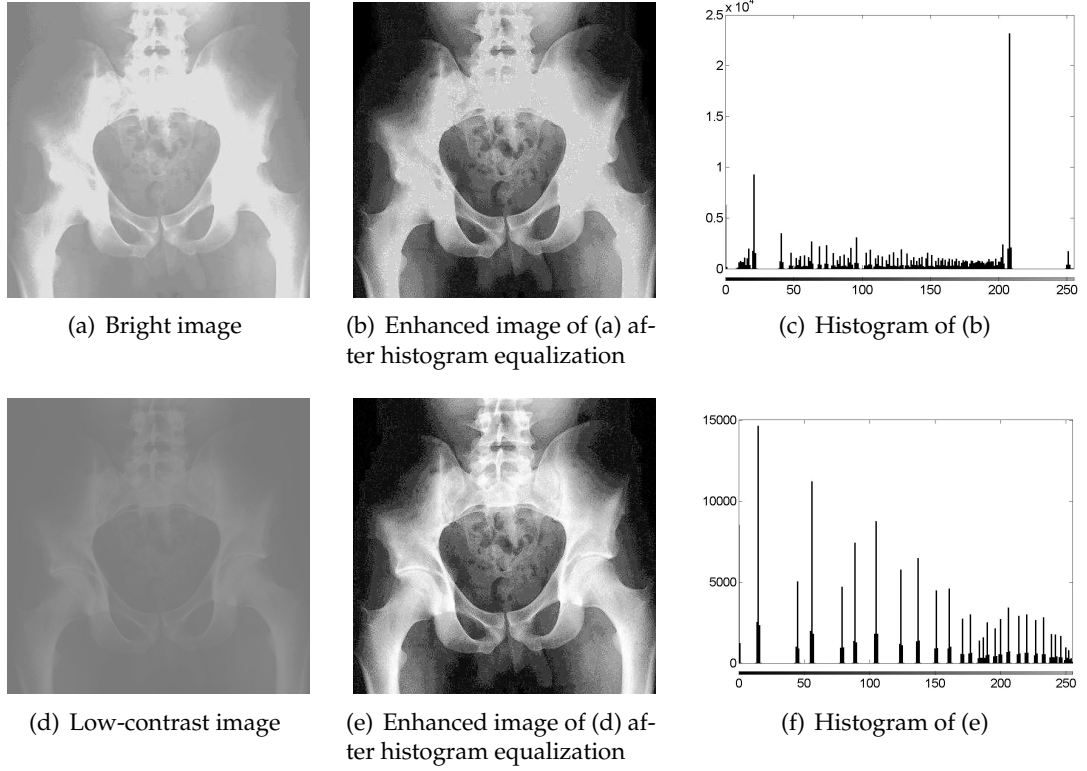 2.5 x 10⁴
2
1.5
1
0.5
0
0 50 100 150 200 250
(a) Bright image
(b) Enhanced image of (a) af-
ter histogram equalization
(c) Histogram of (b)
15000
10000
5000
0
0 50 100 150 200 250
(d) Low-contrast image
(e) Enhanced image of (d) af-
ter histogram equalization
(f) Histogram of (e)